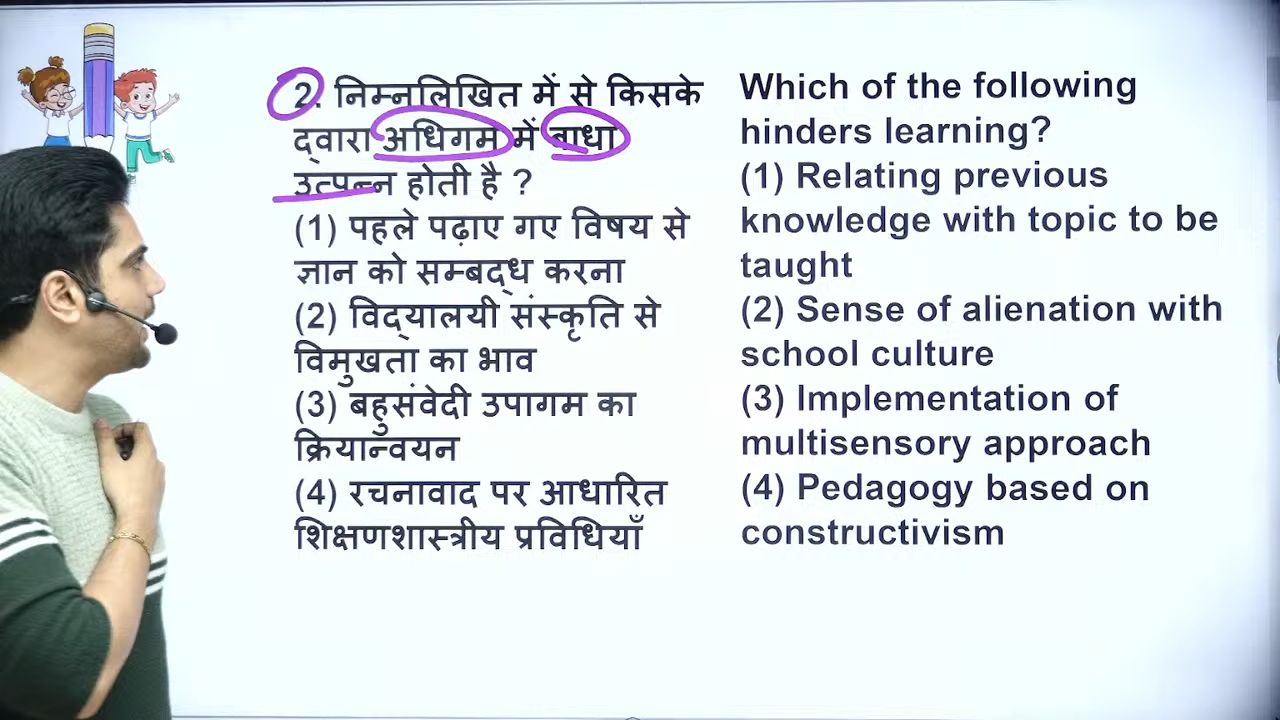 2. निम्नलिखित में से किसके
द्वारा अधिगम में बाधा
उत्पन्न होती है ?
(1) पहले पढ़ाए गए विषय से
ज्ञान को सम्बद्ध करना
(2) विद्यालयी संस्कृति से
विमुखता का भाव
(3) बहुसंवेदी उपागम का
क्रियान्वयन
(4) रचनावाद पर आधारित
शिक्षणशास्त्रीय प्रविधियाँ
Which of the following
hinders learning?
(1) Relating previous
knowledge with topic to be
taught
(2) Sense of alienation with
school culture
(3) Implementation of
multisensory approach
(4) Pedagogy based on
constructivism